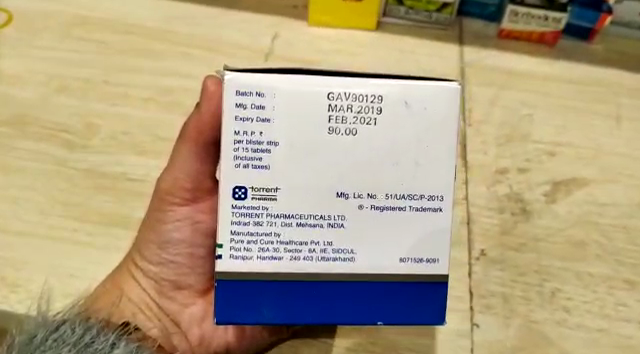 Batch No. :
GAV90129
Mfg. Date :
MAR.2019
Expiry Date :
FEB.2021
M.R.P. ₹
90.00
per blister strip
of 15 tablets
(Inclusive
of all taxes)
torrent
PHARMA
Mfg. Lic. No. : 51/UA/SC/P-2013
® - Registered Trademark
Marketed by :
TORRENT PHARMACEUTICALS LTD.
Indrad-382 721, Dist. Mehsana, INDIA.
Manufactured by :
Pure and Cure Healthcare Pvt. Ltd.
Plot No. 26A-30, Sector - 8A, IIE, SIDCUL,
Ranipur, Haridwar - 249 403 (Uttarakhand)
8071526-9091